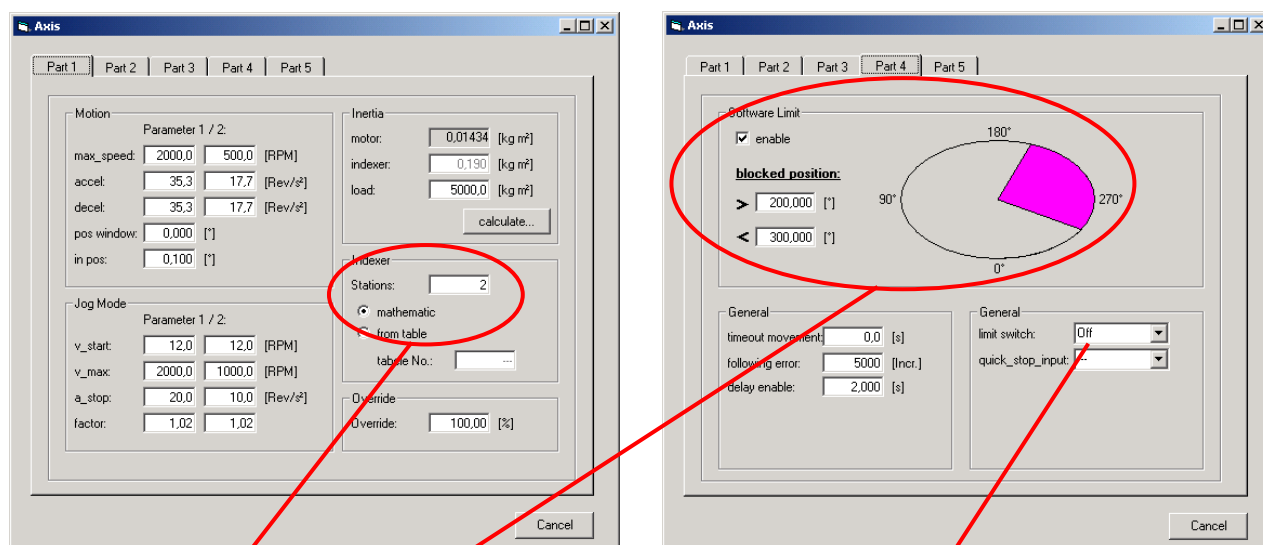 Axis
Part 1 Part 2 Part 3 Part 4 Part 5
Motion
Parameter 1 / 2:
max_speed: 2000,0 500,0 [RPM]
accel: 35,3 17,7 [Rev/s²]
decel: 35,3 17,7 [Rev/s²]
pos window: 0,000 [°]
in pos: 0,100 [°]
Jog Mode
Parameter 1 / 2:
v_start: 12,0 12,0 [RPM]
v_max: 2000,0 1000,0 [RPM]
a_stop: 20,0 10,0 [Rev/s²]
factor: 1,02 1,02
Inertia
motor: 0,01434 [kg m²]
indexer: 0,190 [kg m²]
load: 5000,0 [kg m²]
calculate...
Indexer
Stations: 2
mathematic
from table
tabele No.: ---
Override
Override: 100,00 [%]
Cancel
Axis
Part 1 Part 2 Part 3 Part 4 Part 5
Software Limit
enable
blocked position:
> 200,000 [°]
< 300,000 [°]
180°
90°
270°
0°
General
timeout movement: 0,0 [s]
following error: 5000 [Incr.]
delay enable: 2,000 [s]
General
limit switch: Off
quick_stop_input: --
Cancel